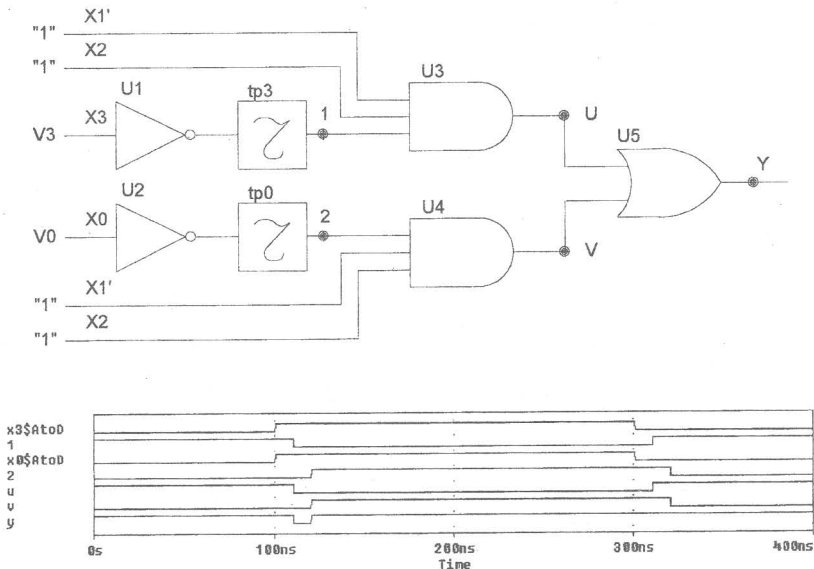 X1'
"1"
X2
"1"
U3
U1
tp3
1
U
X3
V3
U5
Y
U2
tp0
2
U4
X0
V0
V
X1'
"1"
X2
"1"
x3$AtoD
1
x0$AtoD
2
u
v
y
0s
100ns
200ns
300ns
400ns
Time